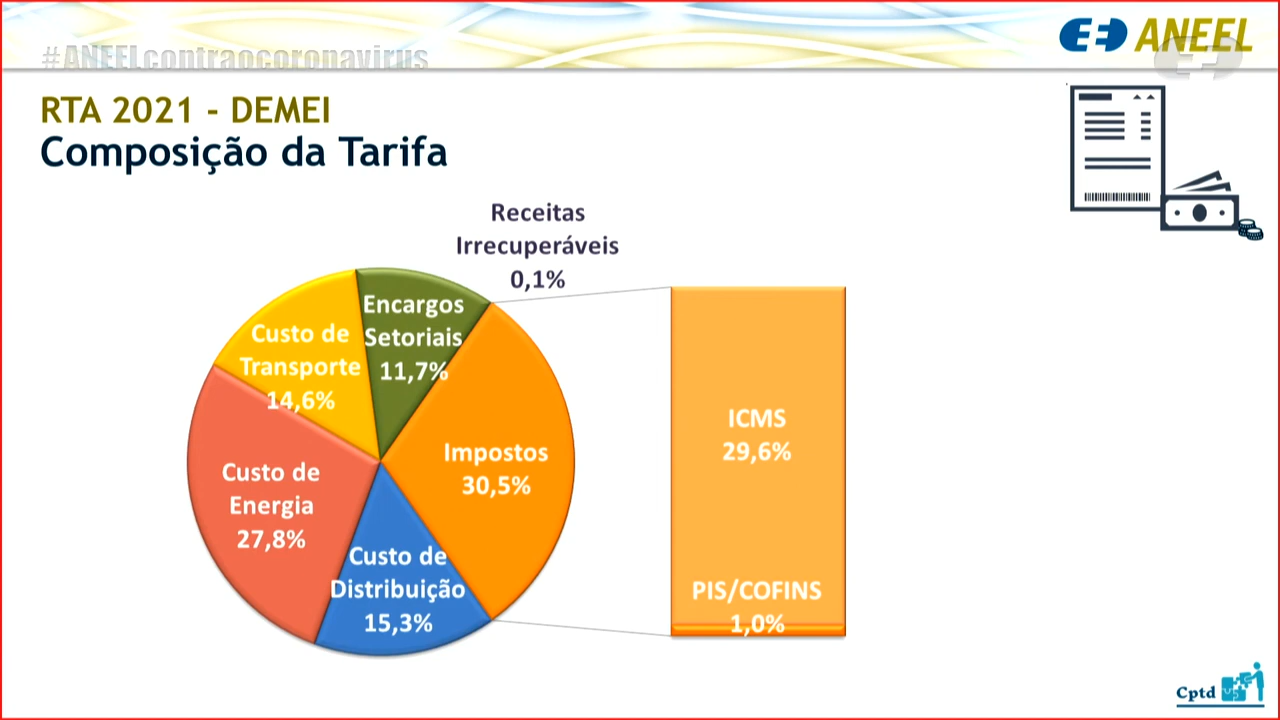 #ANEELcontraocoronavirus
ANEEL
RTA 2021 - DEMEI
Composição da Tarifa
Receitas
Irrecuperáveis
0,1%
Encargos
Setoriais
11,7%
Custo de
Transporte
14,6%
Impostos
30,5%
Custo de
Energia
27,8%
Custo de
Distribuição
15,3%
ICMS
29,6%
PIS/COFINS
1,0%
Cptd